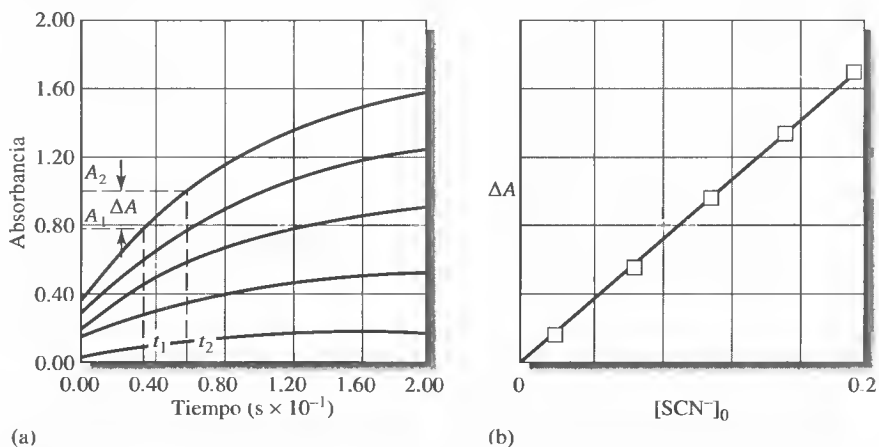 2.00
1.60
1.20
A₂
ΔA
0.80
A₁
0.40
0.00
t₁
t₂
0.00
0.40
0.80
1.20
1.60
2.00
Absorbancia
Tiempo (s × 10⁻¹)
(a)
ΔA
0
0.2
[SCN⁻]₀
(b)